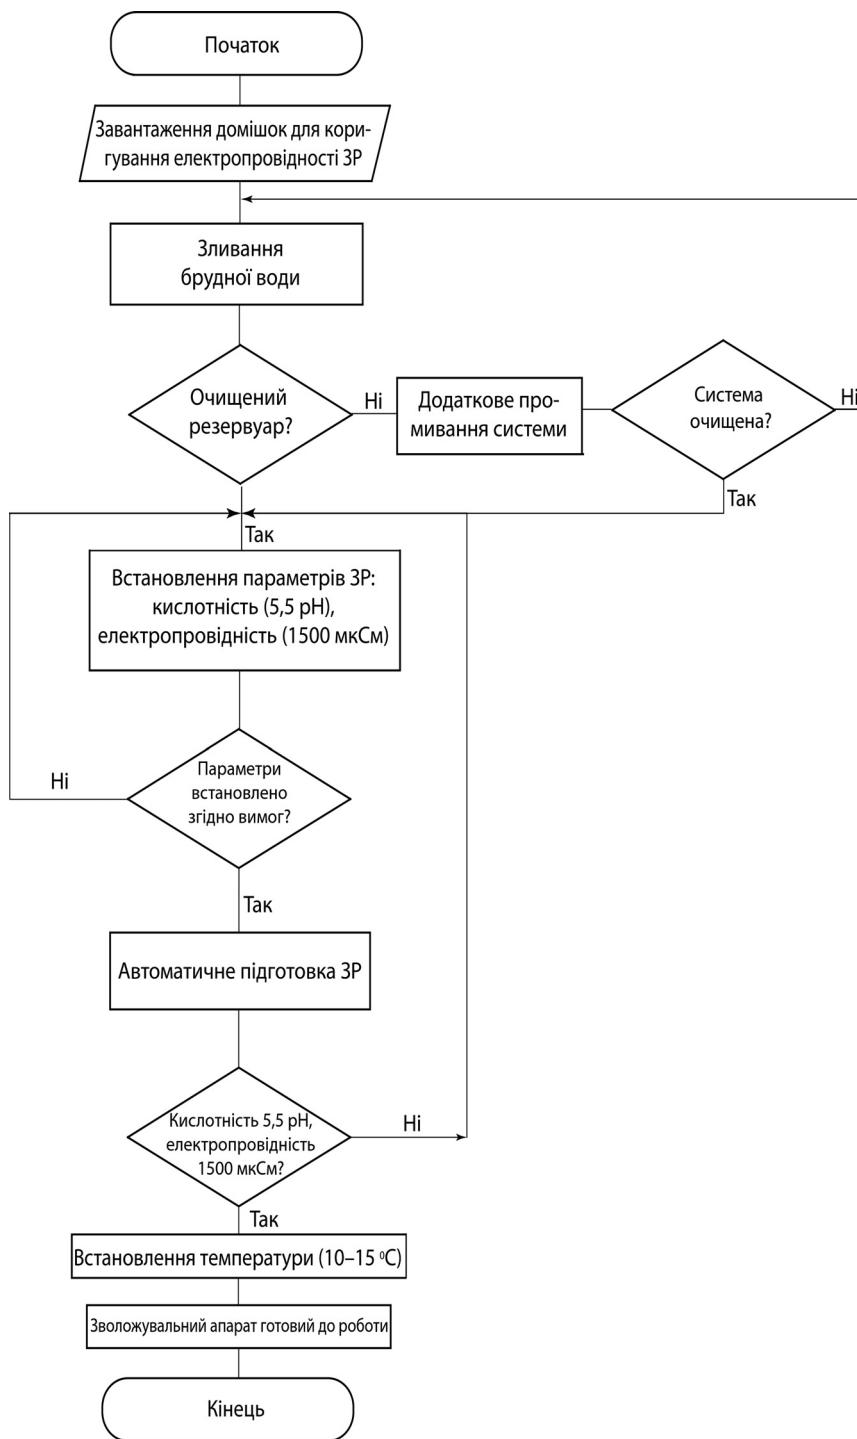 Початок
Завантаження домішок для кори-
гування електропровідності ЗР
Зливання
брудної води
Очищений
резервуар?
Ні
Додаткове про-
мивання системи
Система
очищена?
Ні
Так
Так
Встановлення параметрів ЗР:
кислотність (5,5 рН),
електропровідність (1500 мкСм)
Параметри
встановлено
згідно вимог?
Ні
Так
Автоматичне підготовка ЗР
Кислотність 5,5 рН,
електропровідність
1500 мкСм?
Ні
Так
Встановлення температури (10–15 ⁰С)
Зволожувальний апарат готовий до роботи
Кінець